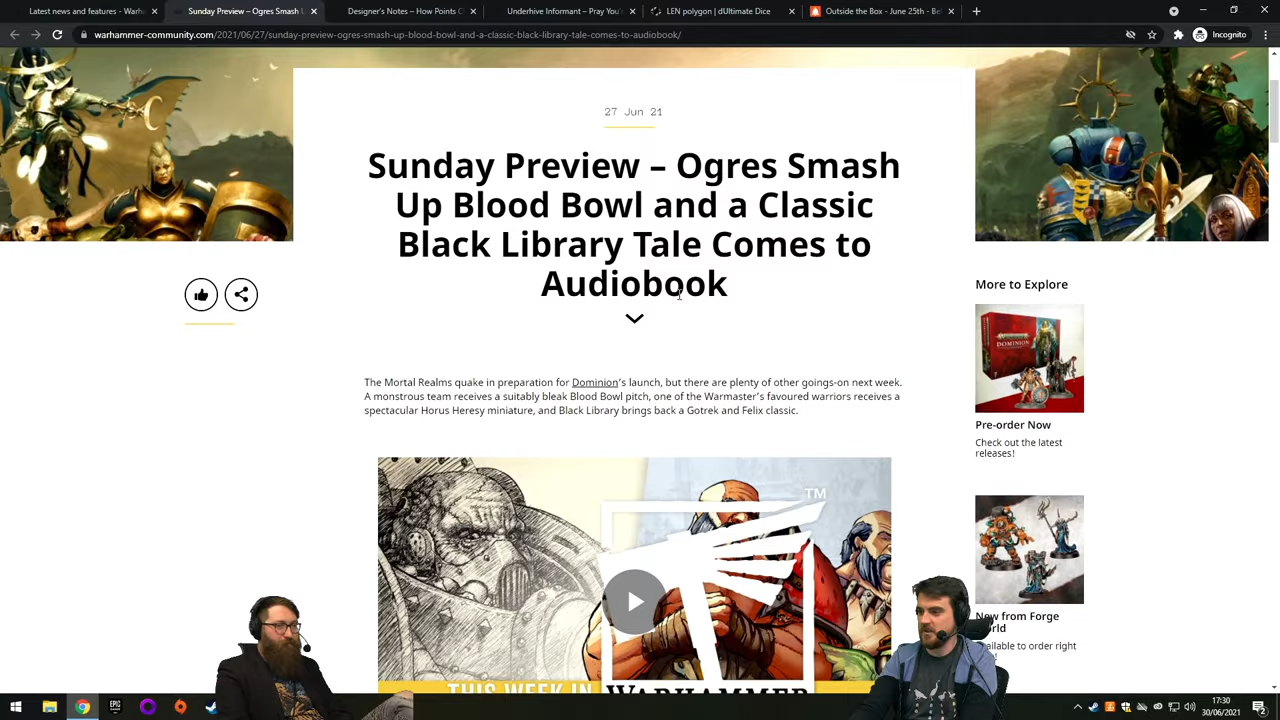 Latest news and features - Warh
Sunday Preview – Ogres Smash U
Designer's Notes – How Points C
Underhive Informant – Pray You'
LEN polygon | dUltimate Dice
Outside the Box - June 25th - Bel
warhammer-community.com/2021/06/27/sunday-preview-ogres-smash-up-blood-bowl-and-a-classic-black-library-tale-comes-to-audiobook/
Incognito
27 Jun 21
Sunday Preview – Ogres Smash
Up Blood Bowl and a Classic
Black Library Tale Comes to
Audiobook
The Mortal Realms quake in preparation for Dominion's launch, but there are plenty of other goings-on next week.
A monstrous team receives a suitably bleak Blood Bowl pitch, one of the Warmaster's favoured warriors receives a
spectacular Horus Heresy miniature, and Black Library brings back a Gotrek and Felix classic.
TM
THIS WEEK IN
WARHAMMER
More to Explore
DOMINION
Pre-order Now
Check out the latest
releases!
New from Forge
World
ailable to order right
EPIC
17:30
30/06/2021
2